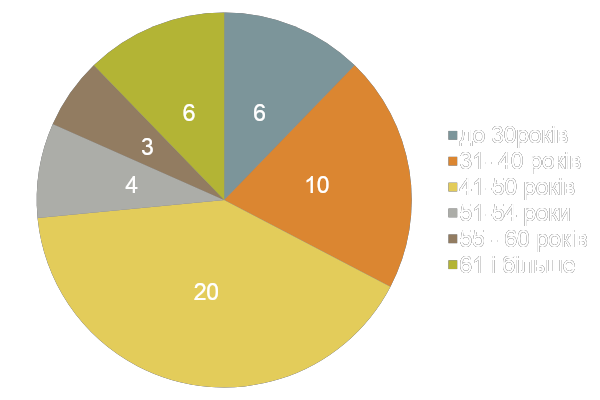 6
6
3
10
4
20
до 30років
31- 40 років
41-50 років
51-54 роки
55 - 60 років
61 і більше